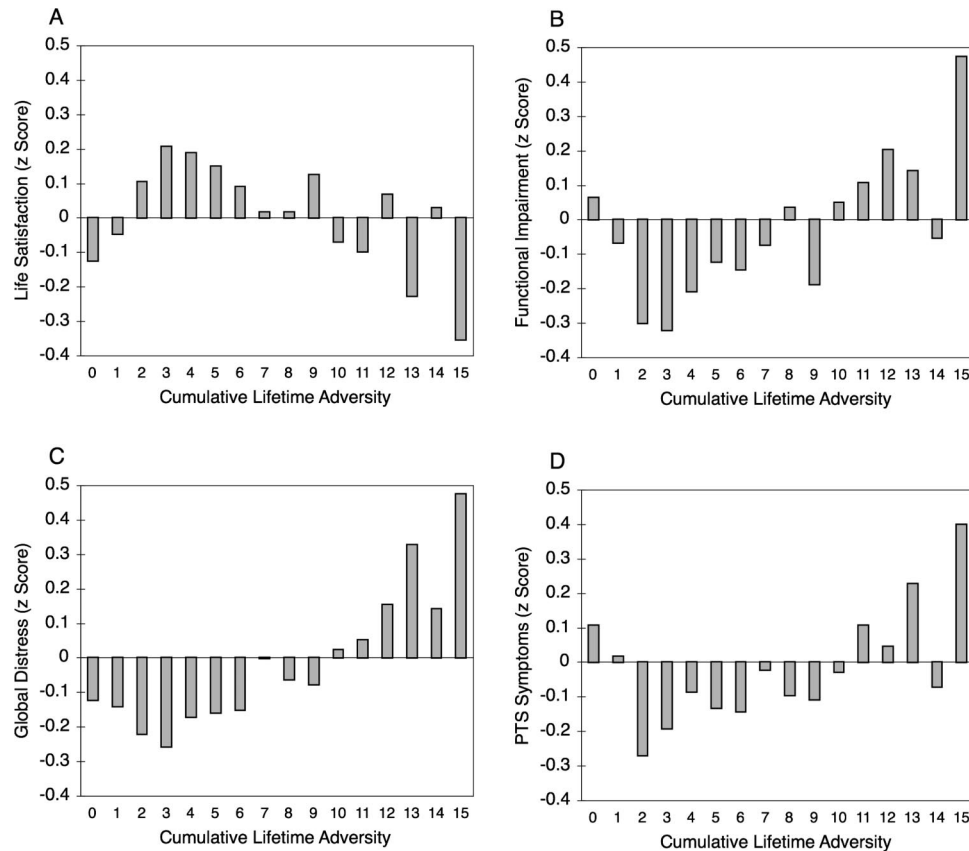 A
0.5
0.4
0.3
0.2
0.1
0
-0.1
-0.2
-0.3
-0.4
Life Satisfaction (z Score)
0 1 2 3 4 5 6 7 8 9 10 11 12 13 14 15
Cumulative Lifetime Adversity
B
0.5
0.4
0.3
0.2
0.1
0
-0.1
-0.2
-0.3
-0.4
Functional Impairment (z Score)
0 1 2 3 4 5 6 7 8 9 10 11 12 13 14 15
Cumulative Lifetime Adversity
C
0.5
0.4
0.3
0.2
0.1
0
-0.1
-0.2
-0.3
-0.4
Global Distress (z Score)
0 1 2 3 4 5 6 7 8 9 10 11 12 13 14 15
Cumulative Lifetime Adversity
D
0.5
0.4
0.3
0.2
0.1
0
-0.1
-0.2
-0.3
-0.4
PTS Symptoms (z Score)
0 1 2 3 4 5 6 7 8 9 10 11 12 13 14 15
Cumulative Lifetime Adversity